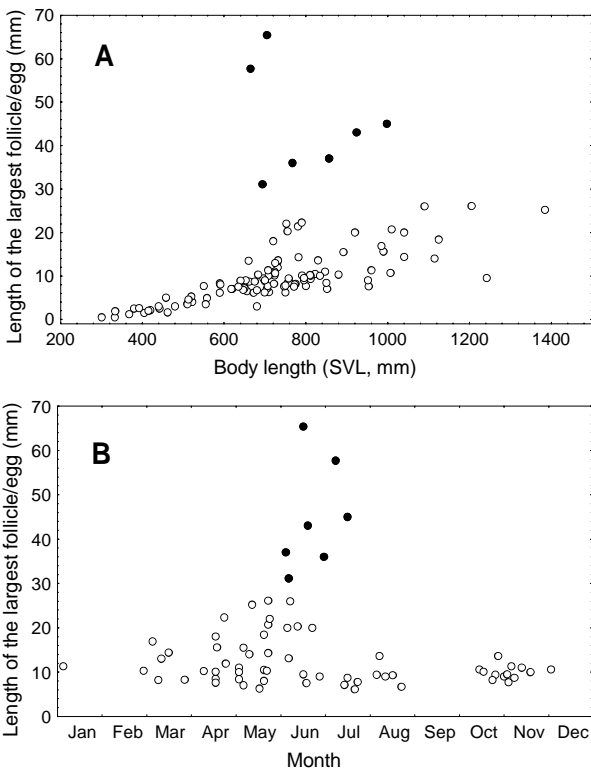 A
Length of the largest follicle/egg (mm)
70
60
50
40
30
20
10
0
200 400 600 800 1000 1200 1400
Body length (SVL, mm)
B
Length of the largest follicle/egg (mm)
70
60
50
40
30
20
10
0
Jan Feb Mar Apr May Jun Jul Aug Sep Oct Nov Dec
Month